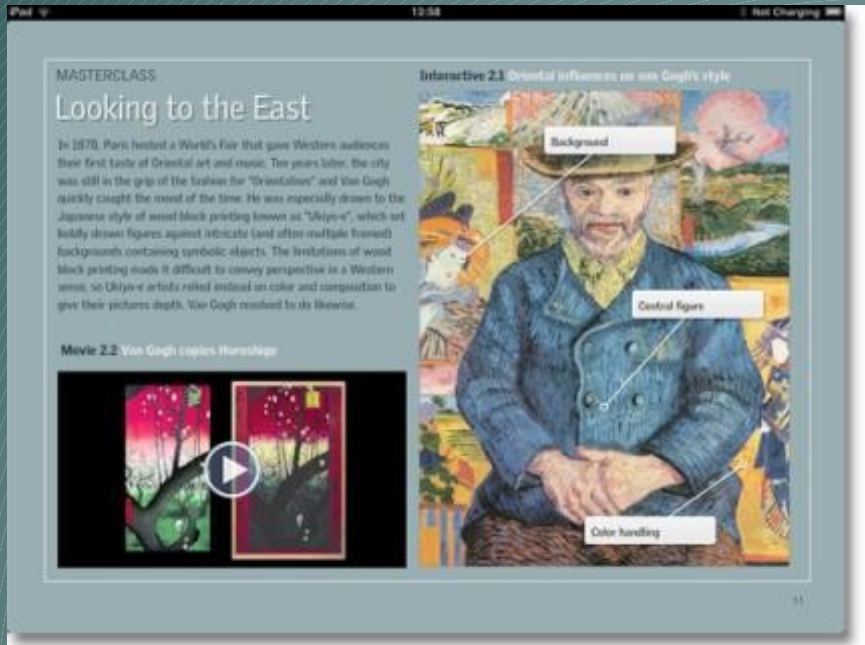 iPad
13:58
Not Charging
MASTERCLASS
Looking to the East
In 1878, Paris hosted a World's Fair that gave Western audiences
their first taste of Oriental art and music. Ten years later, the city
was still in the grip of the fashion for "Orientalism" and Van Gogh
quickly caught the mood of the time. He was especially drawn to the
Japanese style of wood block printing known as "Ukiyo-e", which set
boldly drawn figures against intricate (and often multiple framed)
backgrounds containing symbolic objects. The limitations of wood
block printing made it difficult to convey perspective in a Western
sense, so Ukiyo-e artists relied instead on color and composition to
give their pictures depth. Van Gogh resolved to do likewise.
Movie 2.2 Van Gogh copies Hiroshige
Interactive 2.1 Oriental influences on van Gogh's style
Background
Central figure
Color handling
11